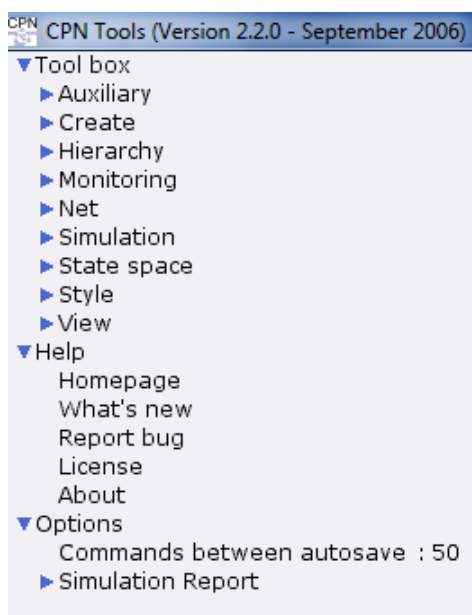 CPN
CPN Tools (Version 2.2.0 - September 2006)
Tool box
Auxiliary
Create
Hierarchy
Monitoring
Net
Simulation
State space
Style
View
Help
Homepage
What's new
Report bug
License
About
Options
Commands between autosave : 50
Simulation Report